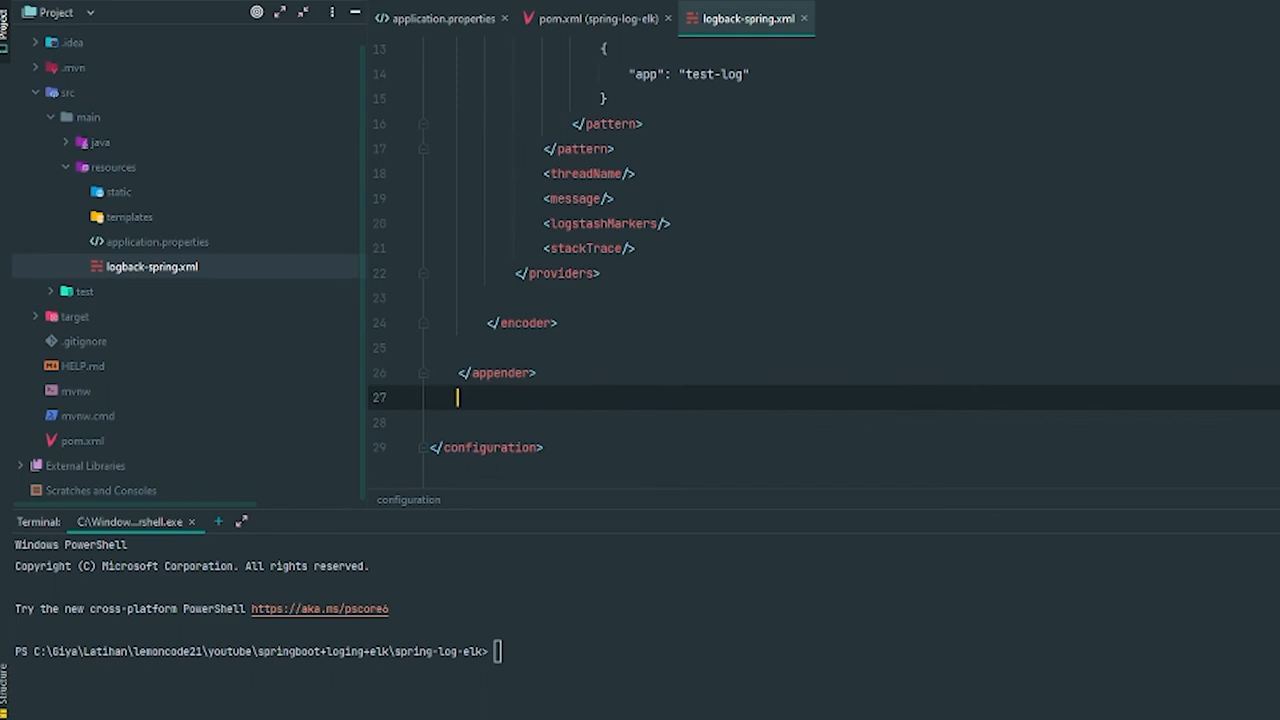 Project
Project
application.properties
pom.xml (spring-log-elk)
logback-spring.xml
.idea
.mvn
src
main
java
resources
static
templates
application.properties
logback-spring.xml
test
target
.gitignore
HELP.md
mvnw
mvnw.cmd
pom.xml
External Libraries
Scratches and Consoles
13 {
14 "app": "test-log"
15 }
16 </pattern>
17 </pattern>
18 <threadName/>
19 <message/>
20 <logstashMarkers/>
21 <stackTrace/>
22 </providers>
23
24 </encoder>
25
26 </appender>
27
28
29 </configuration>
configuration
Terminal: C:\Window...rshell.exe
Windows PowerShell
Copyright (C) Microsoft Corporation. All rights reserved.
Try the new cross-platform PowerShell https://aka.ms/pscore6
PS C:\Giya\Latihan\lemoncode21\youtube\springboot+loging+elk\spring-log-elk>
Structure